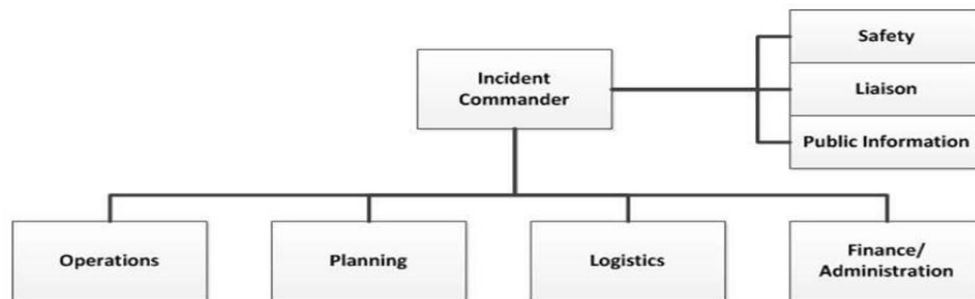 Safety
Incident
Commander
Liaison
Public Information
Operations
Planning
Logistics
Finance/
Administration